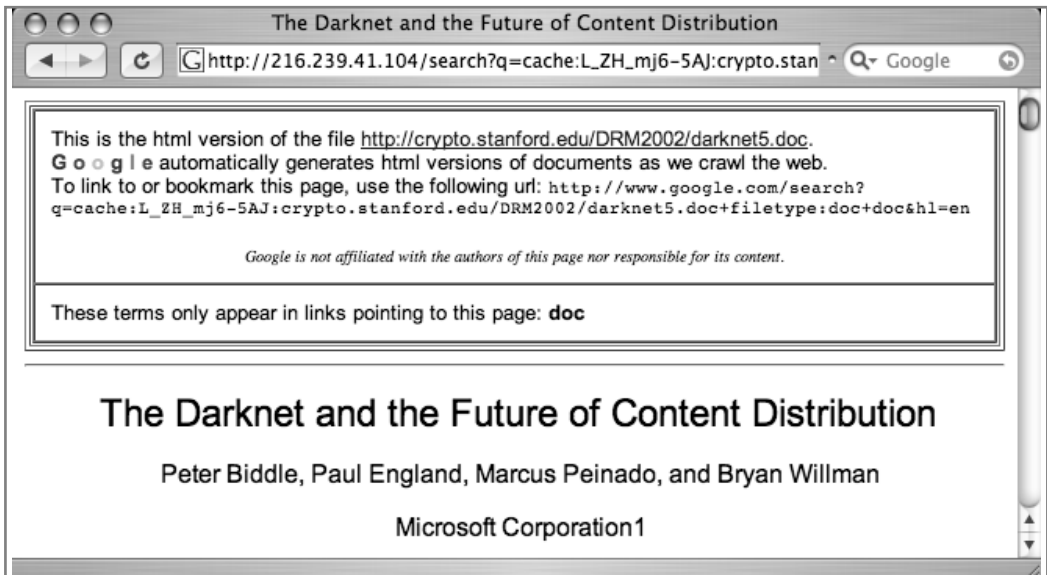 The Darknet and the Future of Content Distribution
G http://216.239.41.104/search?q=cache:L_ZH_mj6-5AJ:crypto.stan
Google
This is the html version of the file http://crypto.stanford.edu/DRM2002/darknet5.doc.
Google automatically generates html versions of documents as we crawl the web.
To link to or bookmark this page, use the following url: http://www.google.com/search?
q=cache:L_ZH_mj6-5AJ:crypto.stanford.edu/DRM2002/darknet5.doc+filetype:doc+doc&hl=en
Google is not affiliated with the authors of this page nor responsible for its content.
These terms only appear in links pointing to this page: doc
The Darknet and the Future of Content Distribution
Peter Biddle, Paul England, Marcus Peinado, and Bryan Willman
Microsoft Corporation1